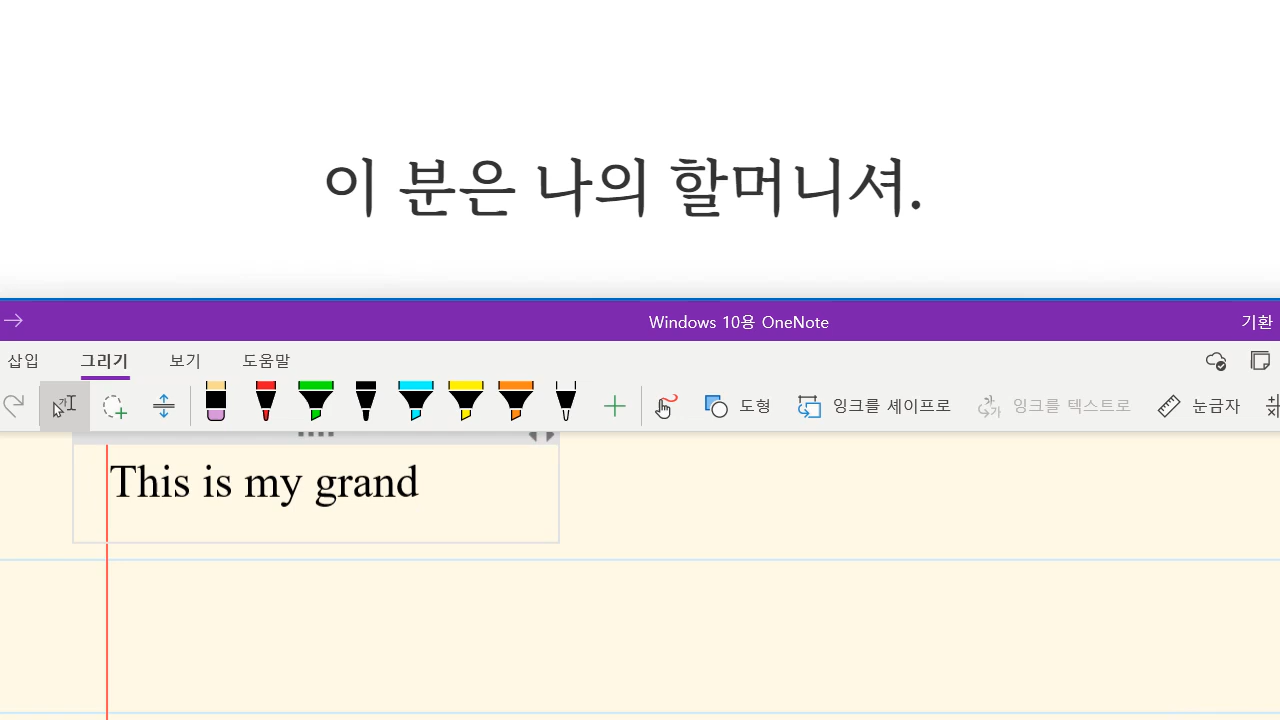 이 분은 나의 할머니셔.
Windows 10용 OneNote
기환
삽입 그리기 보기 도움말
가
도형 잉크를 셰이프로 잉크를 텍스트로 눈금자
This is my grand